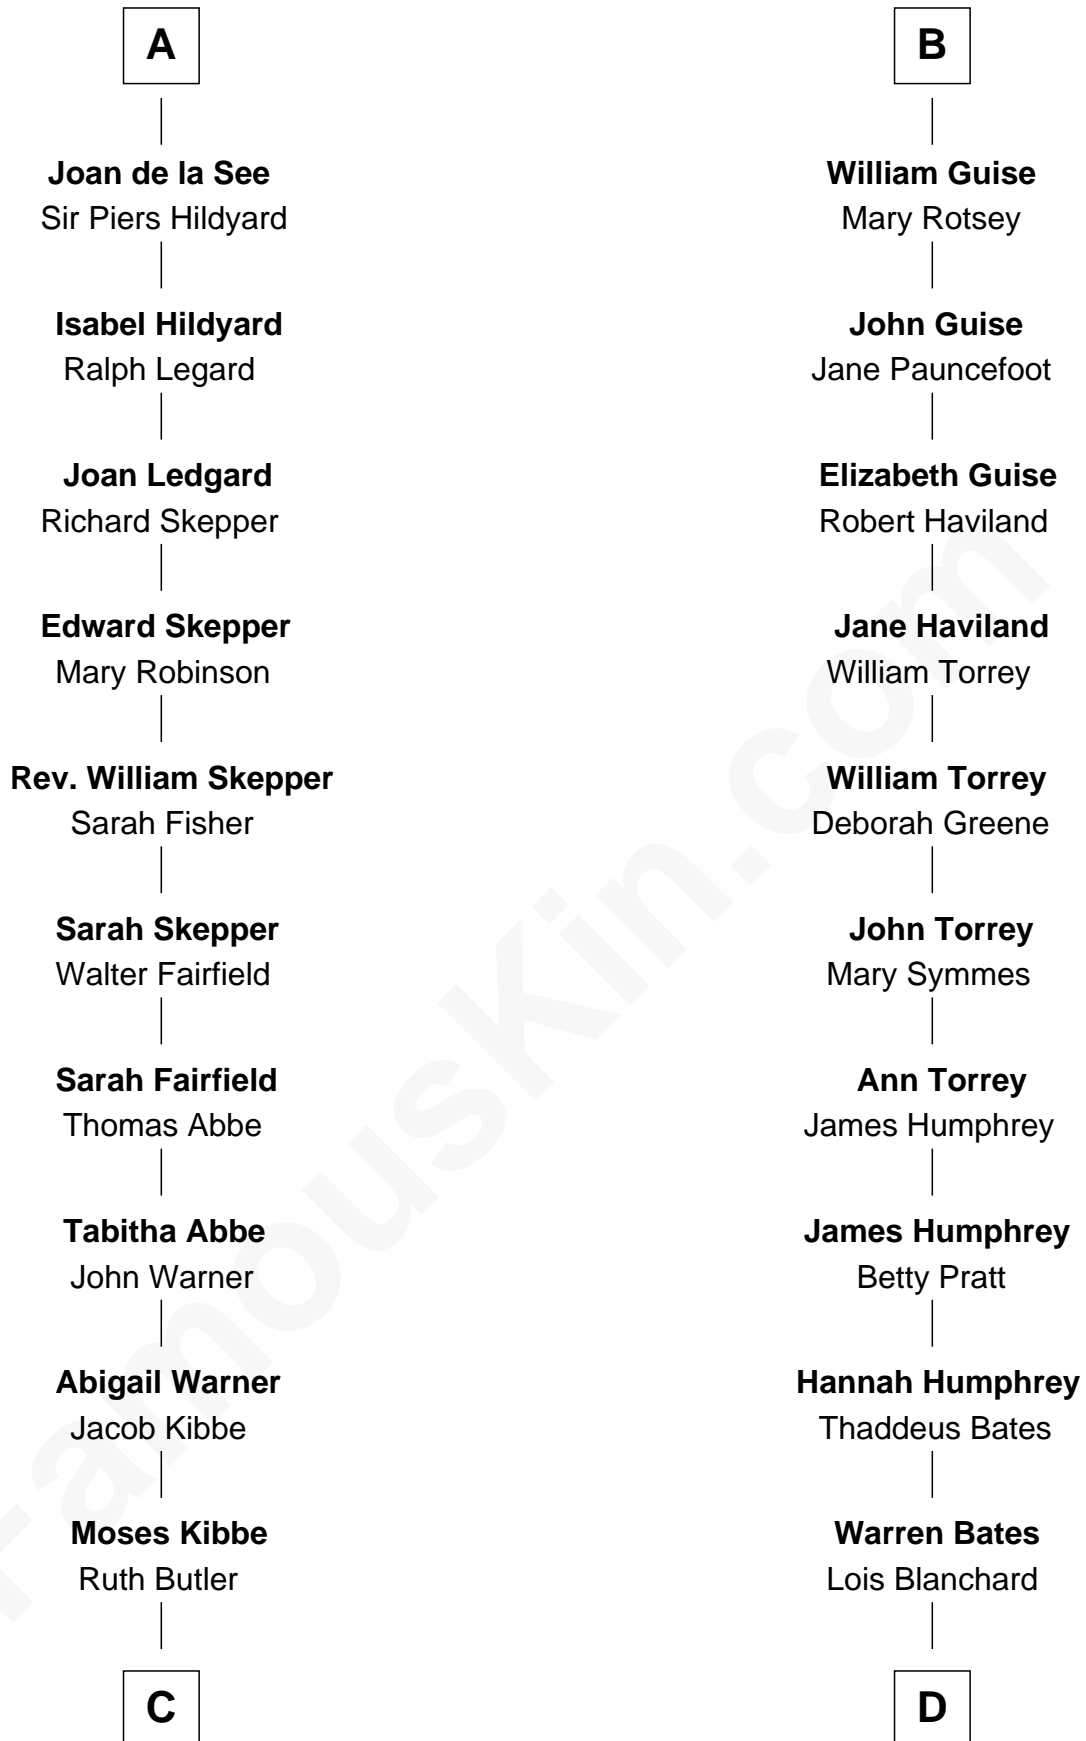 A
Joan de la See
Sir Piers Hildyard
Isabel Hildyard
Ralph Legard
Joan Ledgard
Richard Skepper
Edward Skepper
Mary Robinson
Rev. William Skepper
Sarah Fisher
Sarah Skepper
Walter Fairfield
Sarah Fairfield
Thomas Abbe
Tabitha Abbe
John Warner
Abigail Warner
Jacob Kibbe
Moses Kibbe
Ruth Butler
C
B
William Guise
Mary Rotsey
John Guise
Jane Pauncefoot
Elizabeth Guise
Robert Haviland
Jane Haviland
William Torrey
William Torrey
Deborah Greene
John Torrey
Mary Symmes
Ann Torrey
James Humphrey
James Humphrey
Betty Pratt
Hannah Humphrey
Thaddeus Bates
Warren Bates
Lois Blanchard
D
FamousKin.com